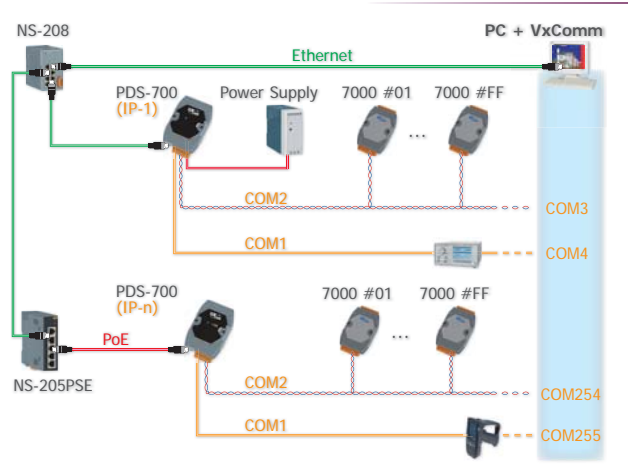 NS-208
PC + VxComm
Ethernet
PDS-700
(IP-1)
Power Supply
7000 #01
7000 #FF
...
COM2
COM3
COM1
COM4
PDS-700
(IP-n)
7000 #01
7000 #FF
...
PoE
NS-205PSE
COM2
COM254
COM1
COM255